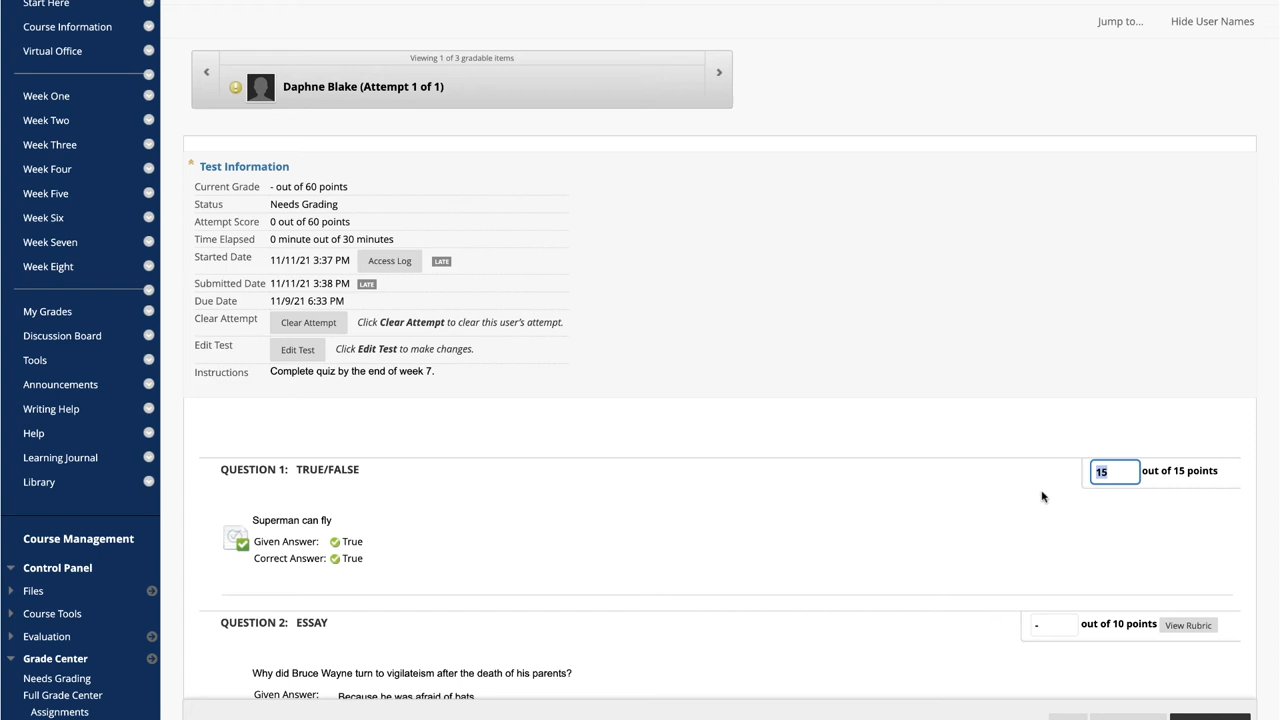 Start Here
Course Information
Virtual Office
Week One
Week Two
Week Three
Week Four
Week Five
Week Six
Week Seven
Week Eight
My Grades
Discussion Board
Tools
Announcements
Writing Help
Help
Learning Journal
Library
Course Management
Control Panel
Files
Course Tools
Evaluation
Grade Center
Needs Grading
Full Grade Center
Assignments
Jump to...
Hide User Names
Viewing 1 of 3 gradable items
Daphne Blake (Attempt 1 of 1)
Test Information
Current Grade - out of 60 points
Status Needs Grading
Attempt Score 0 out of 60 points
Time Elapsed 0 minute out of 30 minutes
Started Date 11/11/21 3:37 PM Access Log LATE
Submitted Date 11/11/21 3:38 PM LATE
Due Date 11/9/21 6:33 PM
Clear Attempt Clear Attempt Click Clear Attempt to clear this user's attempt.
Edit Test Edit Test Click Edit Test to make changes.
Instructions Complete quiz by the end of week 7.
QUESTION 1: TRUE/FALSE 15 out of 15 points
Superman can fly
Given Answer: True
Correct Answer: True
QUESTION 2: ESSAY - out of 10 points View Rubric
Why did Bruce Wayne turn to vigilateism after the death of his parents?
Given Answer: Because he was afraid of bats